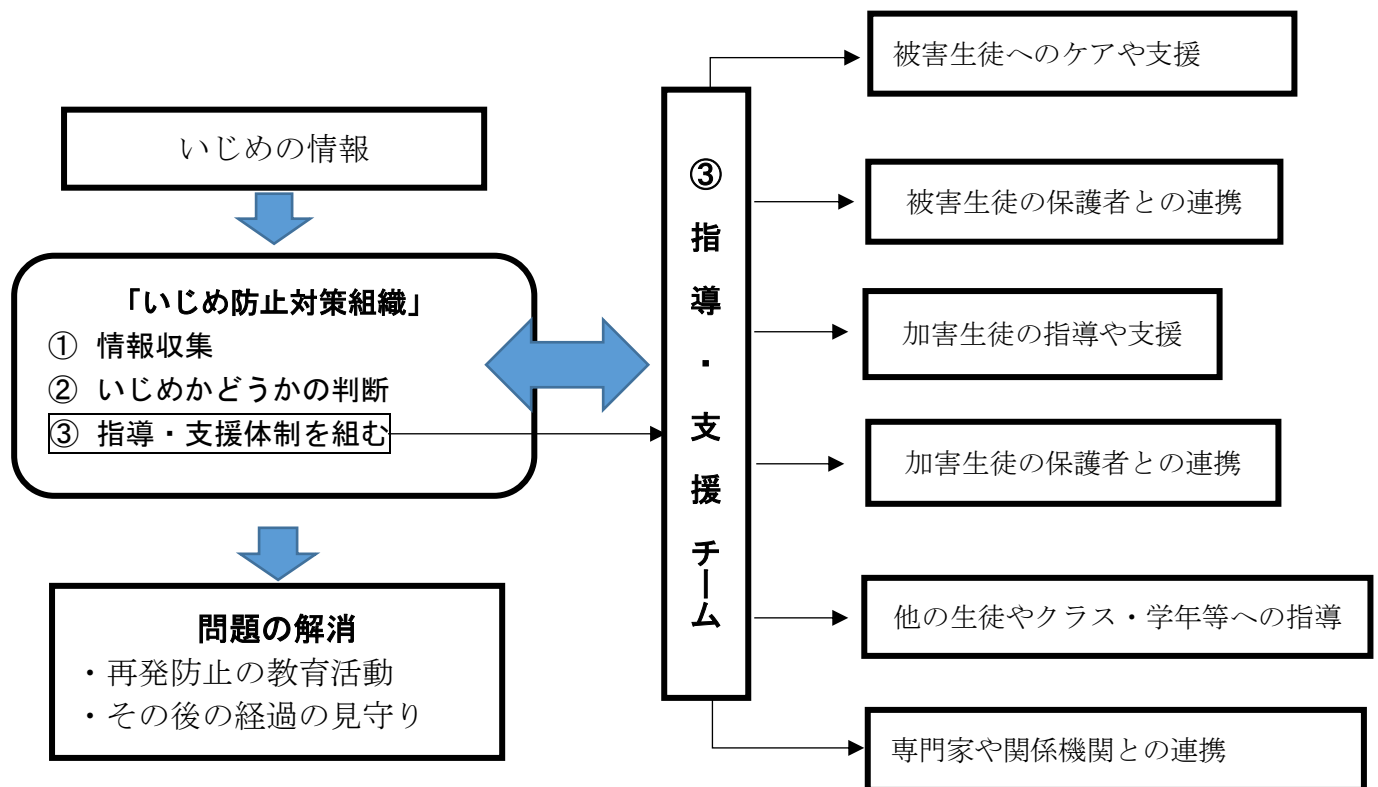 いじめの情報
「いじめ防止対策組織」
① 情報収集
② いじめかどうかの判断
③ 指導・支援体制を組む
問題の解消
・再発防止の教育活動
・その後の経過の見守り
③指導・支援チーム
被害生徒へのケアや支援
被害生徒の保護者との連携
加害生徒の指導や支援
加害生徒の保護者との連携
他の生徒やクラス・学年等への指導
専門家や関係機関との連携